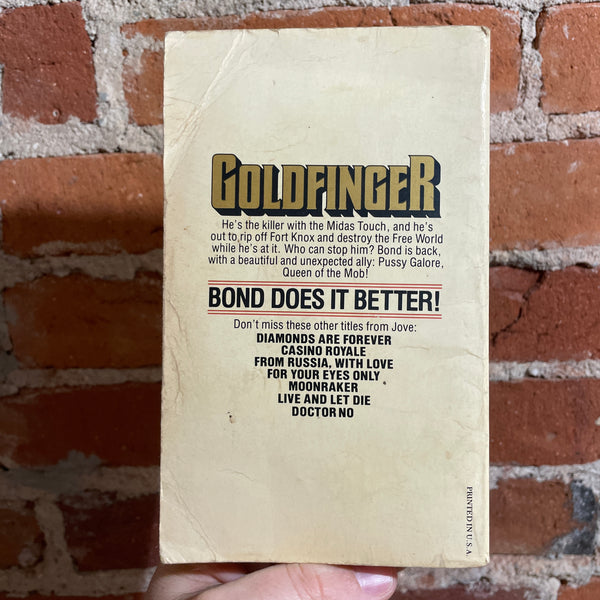 GOLDFINGER
He's the killer with the Midas Touch, and he's
out to rip off Fort Knox and destroy the Free World
while he's at it. Who can stop him? Bond is back,
with a beautiful and unexpected ally: Pussy Galore,
Queen of the Mob!
BOND DOES IT BETTER!
Don't miss these other titles from Jove:
DIAMONDS ARE FOREVER
CASINO ROYALE
FROM RUSSIA, WITH LOVE
FOR YOUR EYES ONLY
MOONRAKER
LIVE AND LET DIE
DOCTOR NO
PRINTED IN U.S.A.